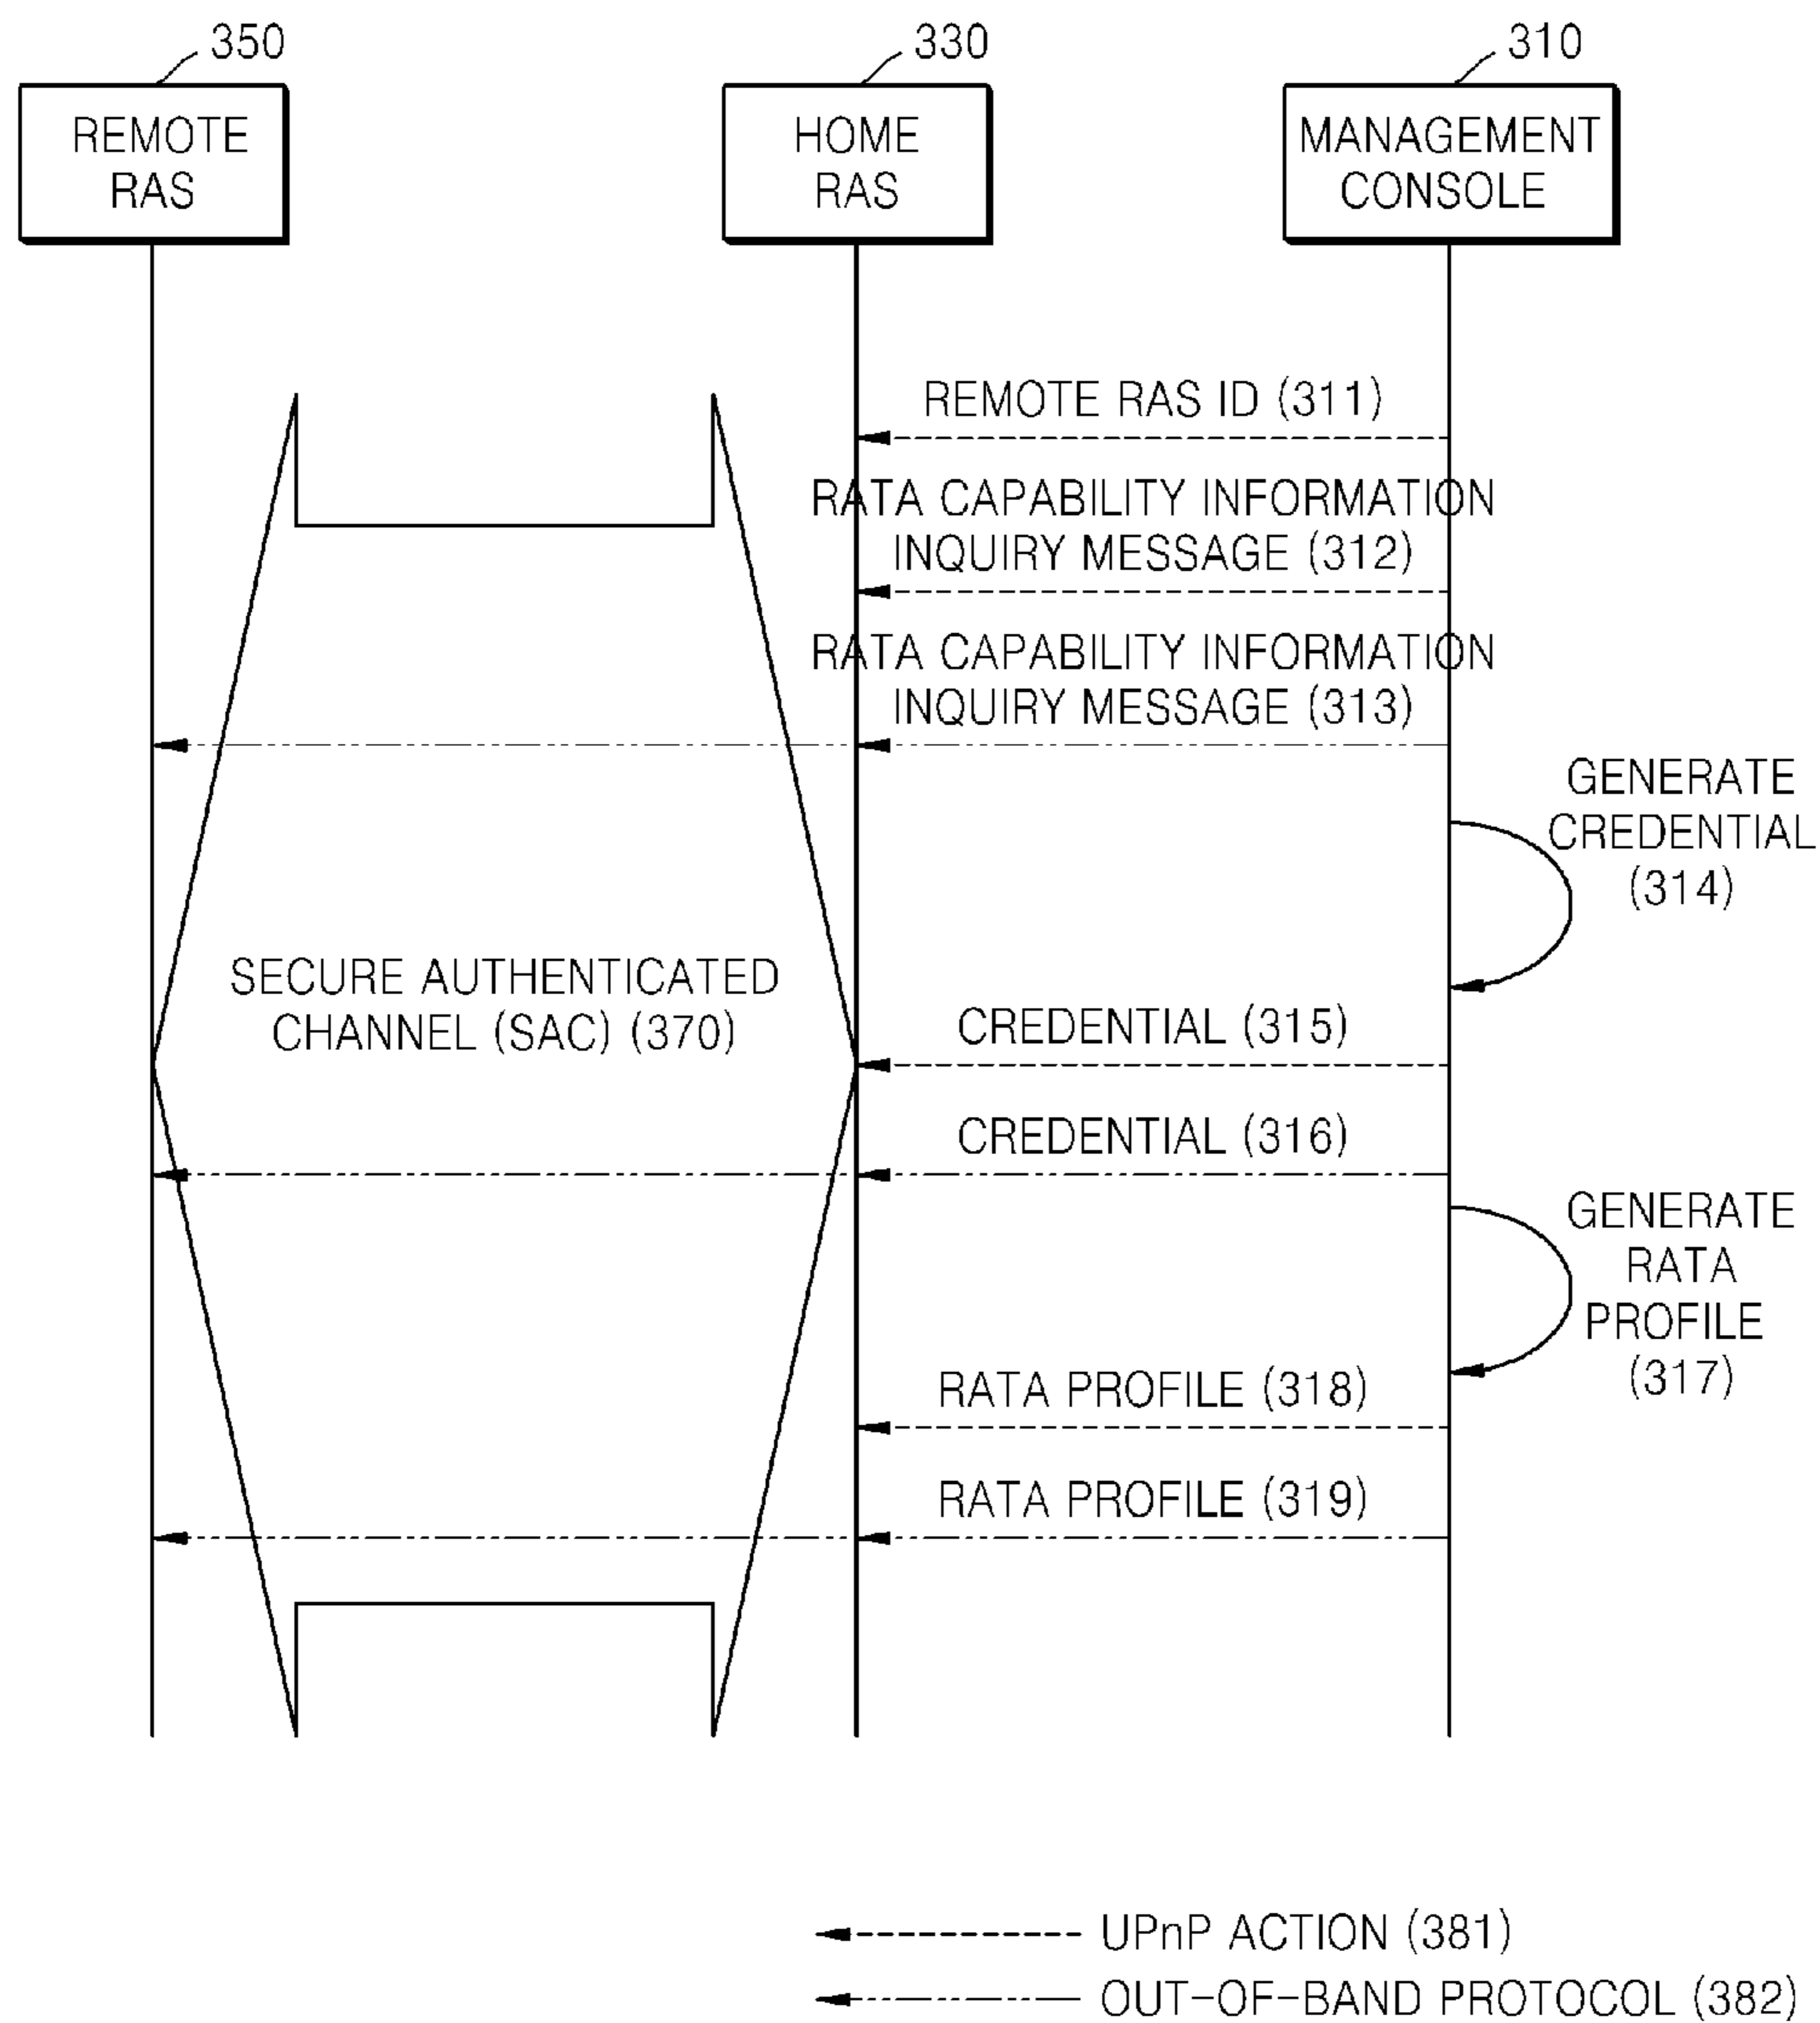 350
330
310
REMOTE
RAS
HOME
RAS
MANAGEMENT
CONSOLE
REMOTE RAS ID (311)
RATA CAPABILITY INFORMATION
INQUIRY MESSAGE (312)
RATA CAPABILITY INFORMATION
INQUIRY MESSAGE (313)
GENERATE
CREDENTIAL
(314)
SECURE AUTHENTICATED
CHANNEL (SAC) (370)
CREDENTIAL (315)
CREDENTIAL (316)
GENERATE
RATA
PROFILE
(317)
RATA PROFILE (318)
RATA PROFILE (319)
UPnP ACTION (381)
OUT-OF-BAND PROTOCOL (382)